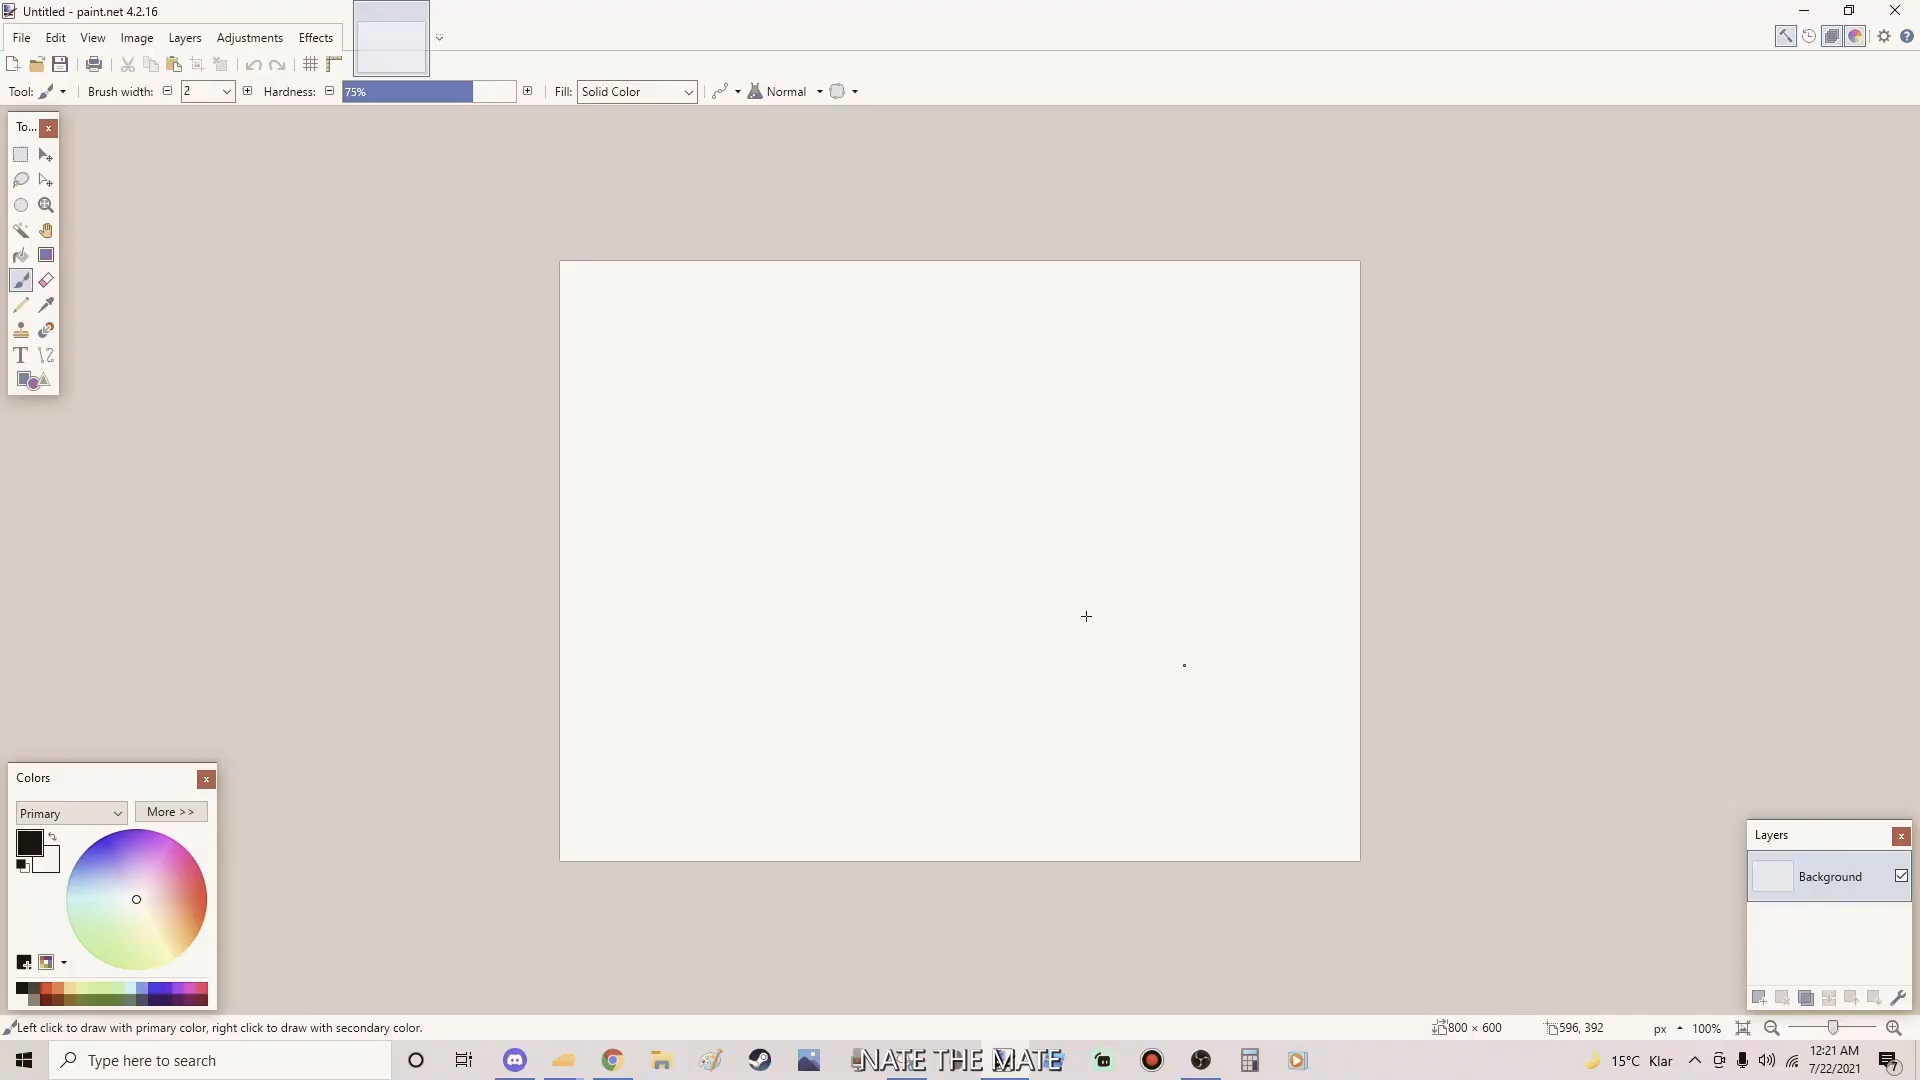 Untitled - paint.net 4.2.16
File Edit View Image Layers Adjustments Effects
Tool: Brush width: 2 Hardness: 75% Fill: Solid Color Normal
To...
Colors
Primary More >>
Layers
Background
Left click to draw with primary color, right click to draw with secondary color.
800 × 600 596, 392 px 100%
Type here to search
NATE THE MATE
15°C Klar
12:21 AM
7/22/2021
7